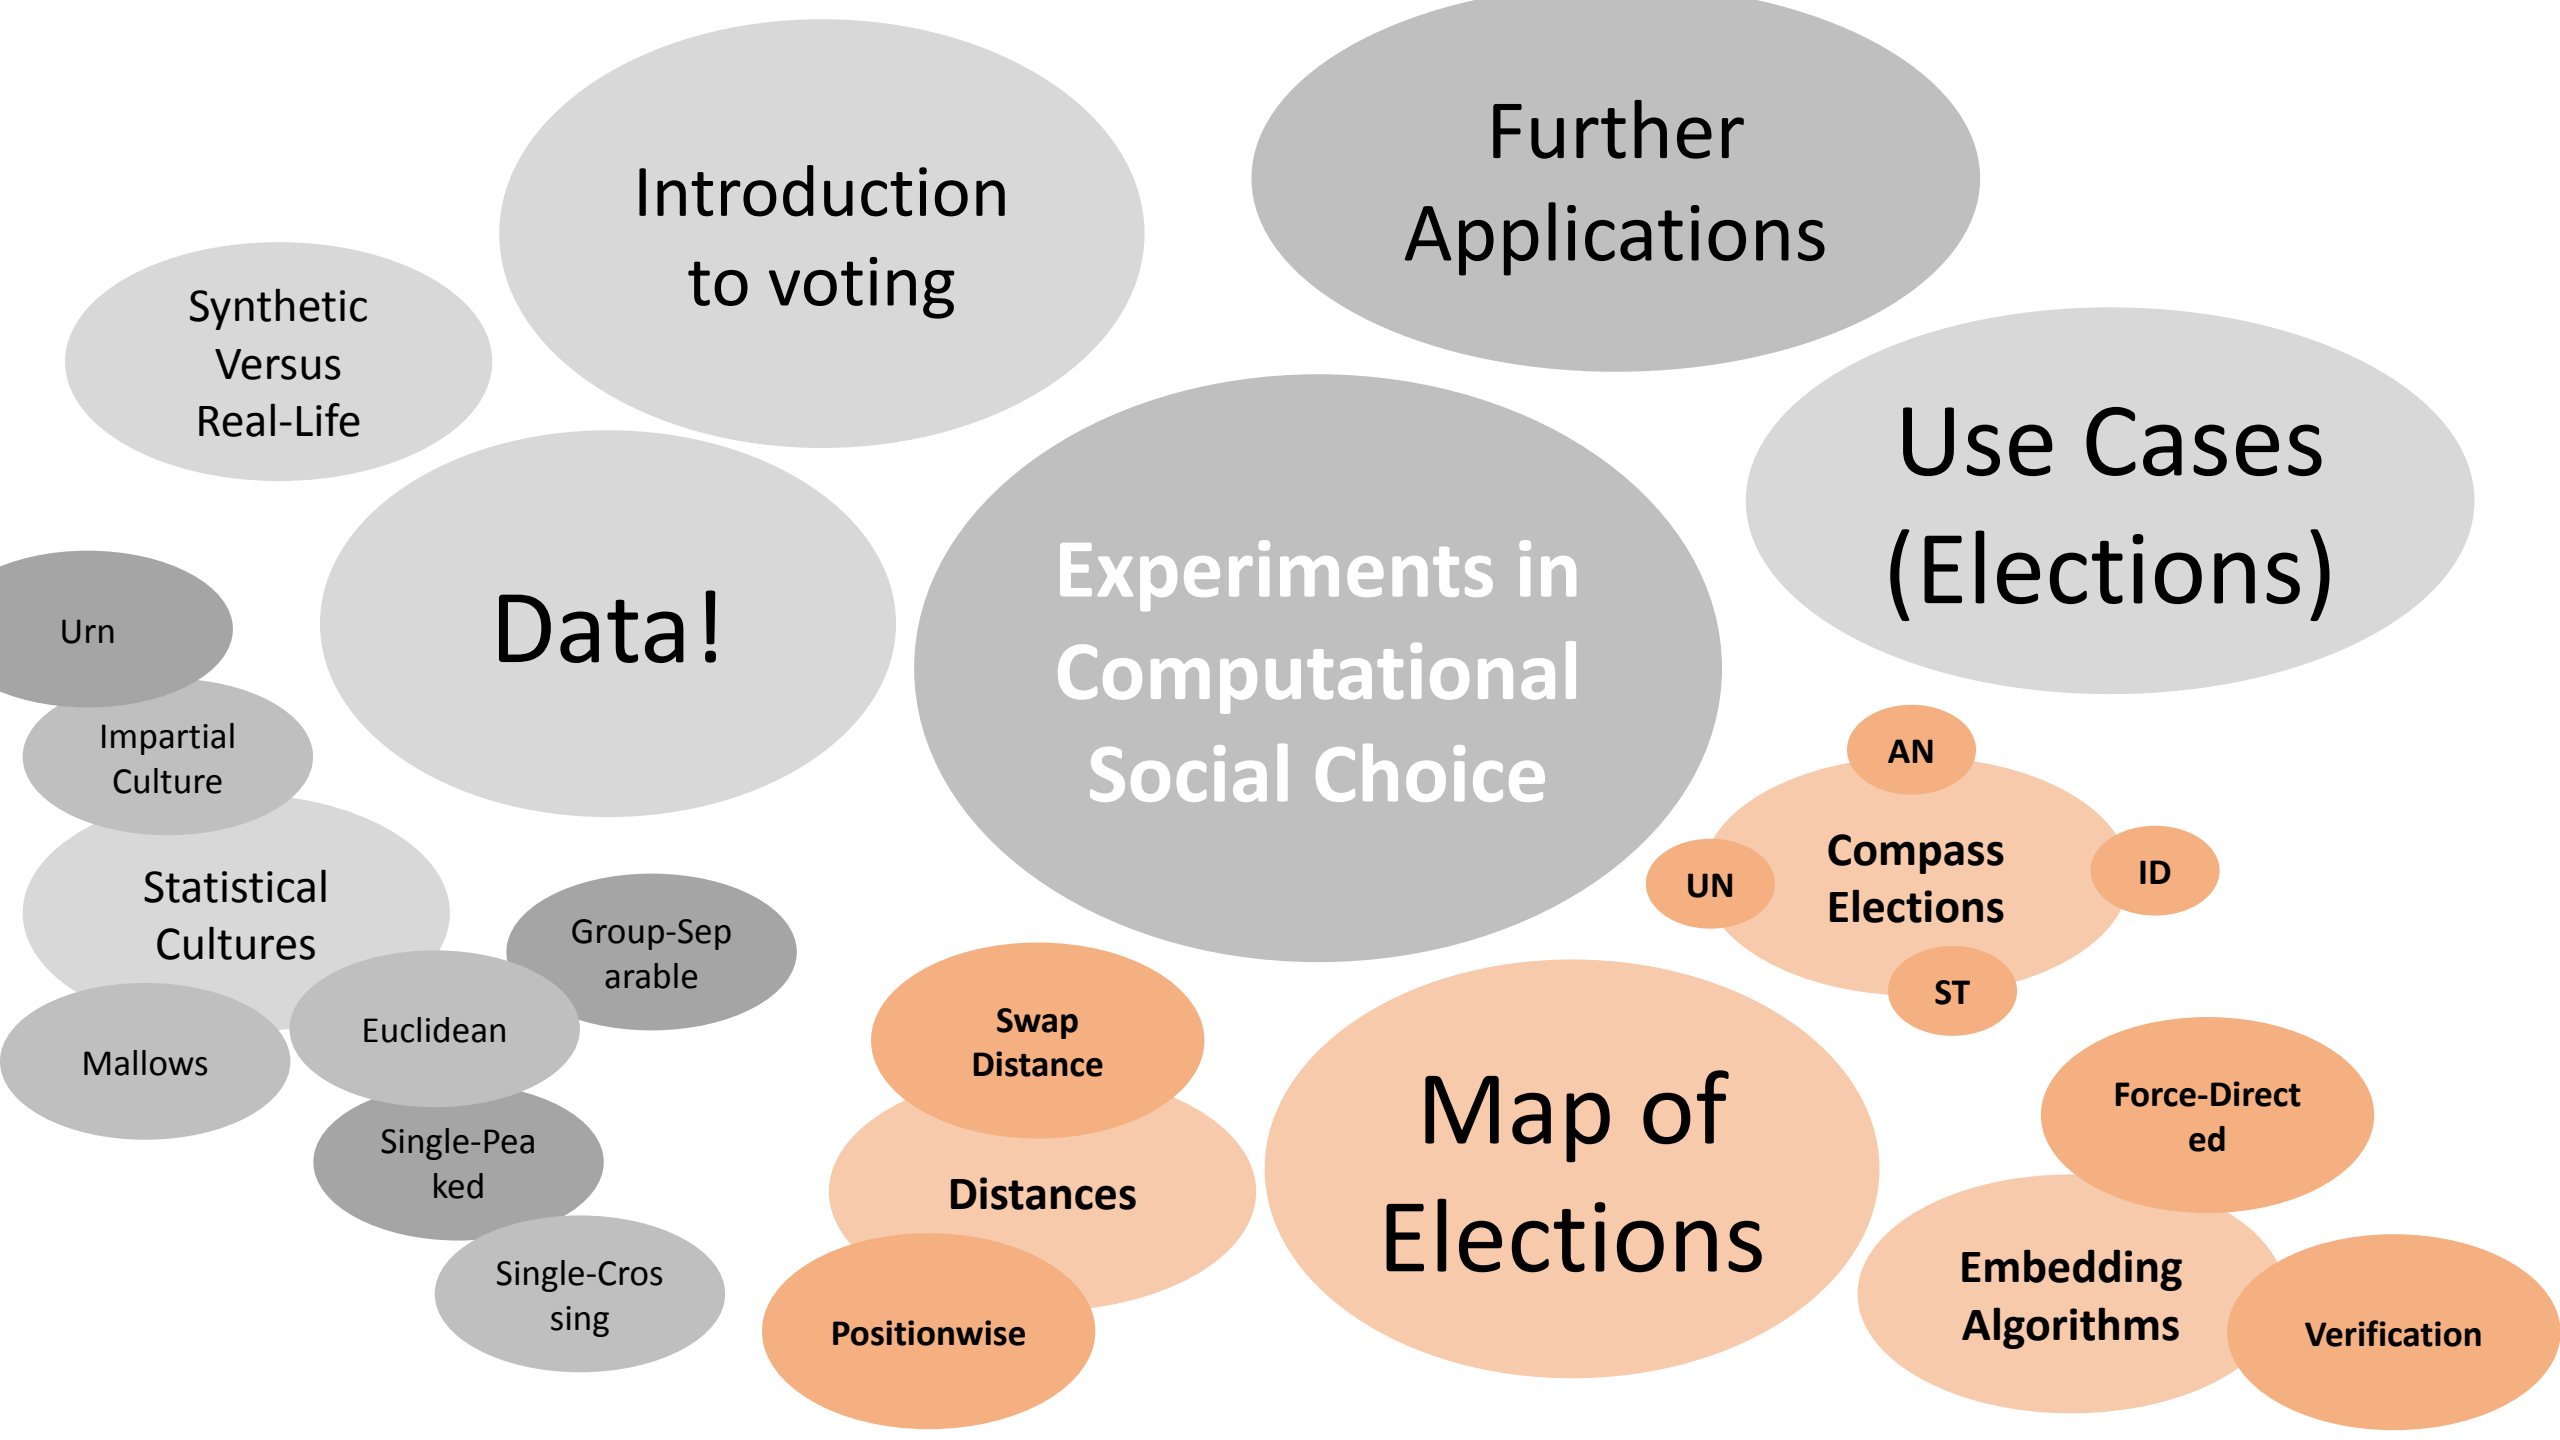 Introduction
to voting
Further
Applications
Synthetic
Versus
Real-Life
Use Cases
(Elections)
Data!
Experiments in
Computational
Social Choice
Urn
Impartial
Culture
Statistical
Cultures
Mallows
Euclidean
Group-Sep
arable
Single-Pea
ked
Single-Cros
sing
AN
UN
Compass
Elections
ID
ST
Swap
Distance
Distances
Positionwise
Map of
Elections
Force-Direct
ed
Embedding
Algorithms
Verification